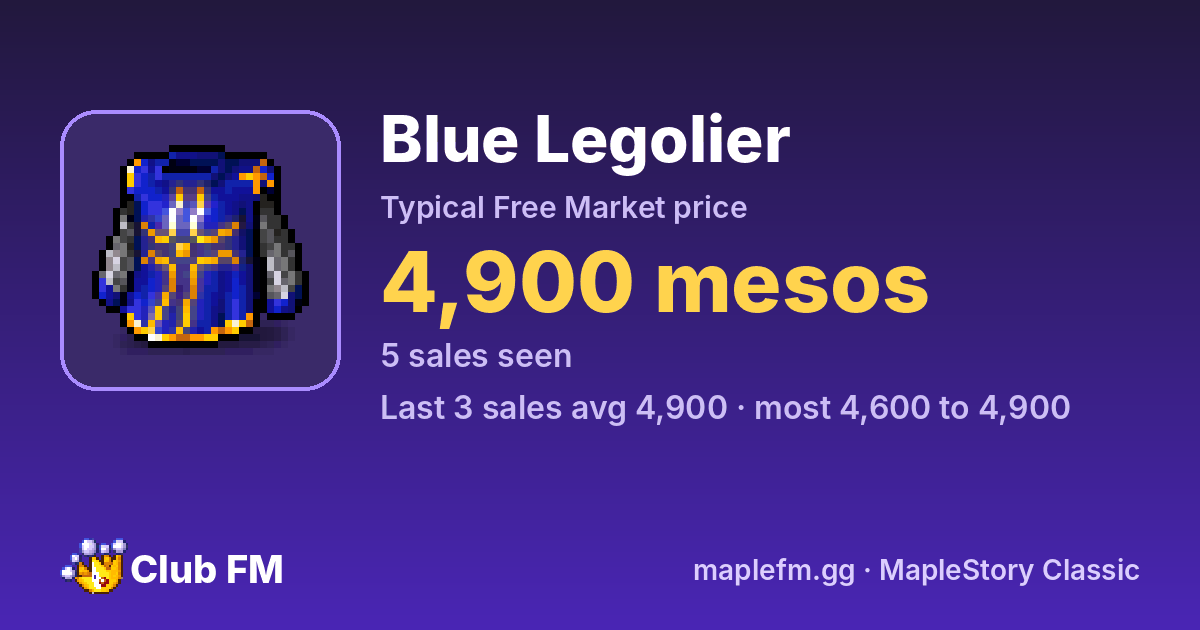 Blue Legolier
Typical Free Market price
4,900 mesos
5 sales seen
Last 3 sales avg 4,900 · most 4,600 to 4,900
Club FM
maplefm.gg · MapleStory Classic